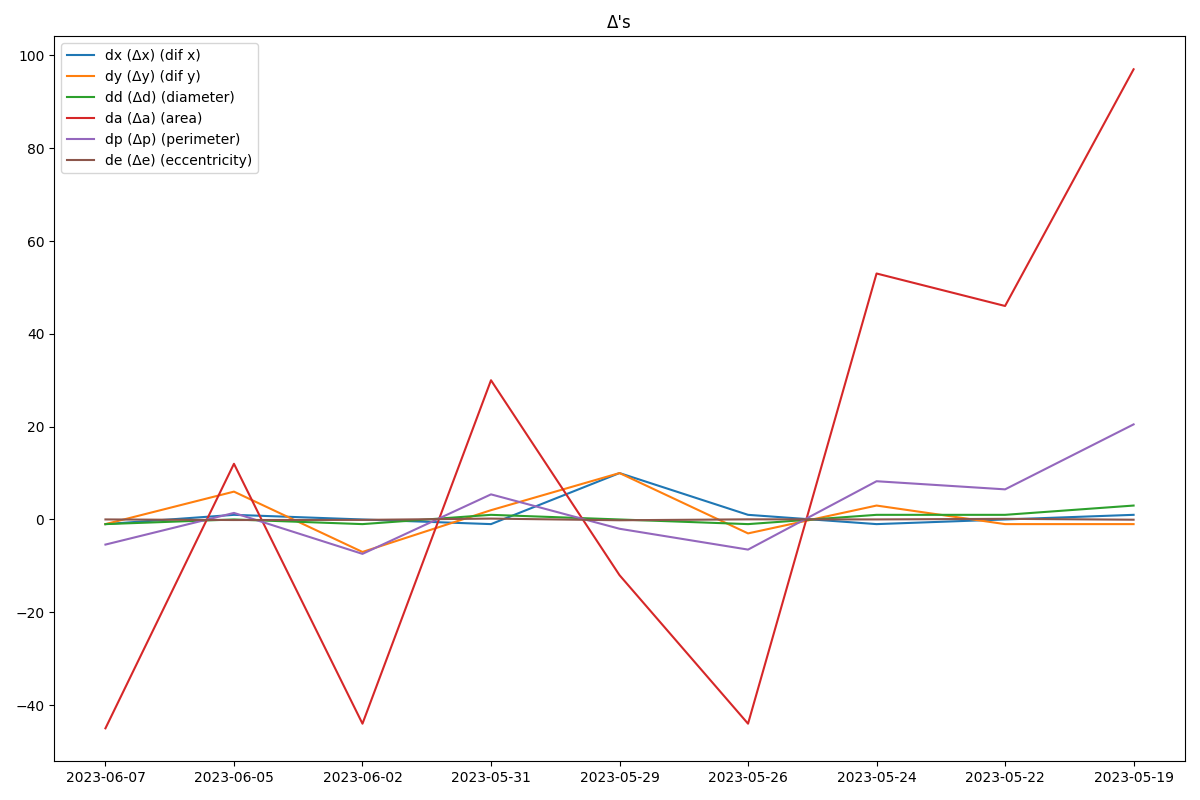 Δ's
dx (Δx) (dif x)
dy (Δy) (dif y)
dd (Δd) (diameter)
da (Δa) (area)
dp (Δp) (perimeter)
de (Δe) (eccentricity)
100
80
60
40
20
0
−20
−40
2023-06-07 2023-06-05 2023-06-02 2023-05-31 2023-05-29 2023-05-26 2023-05-24 2023-05-22 2023-05-19